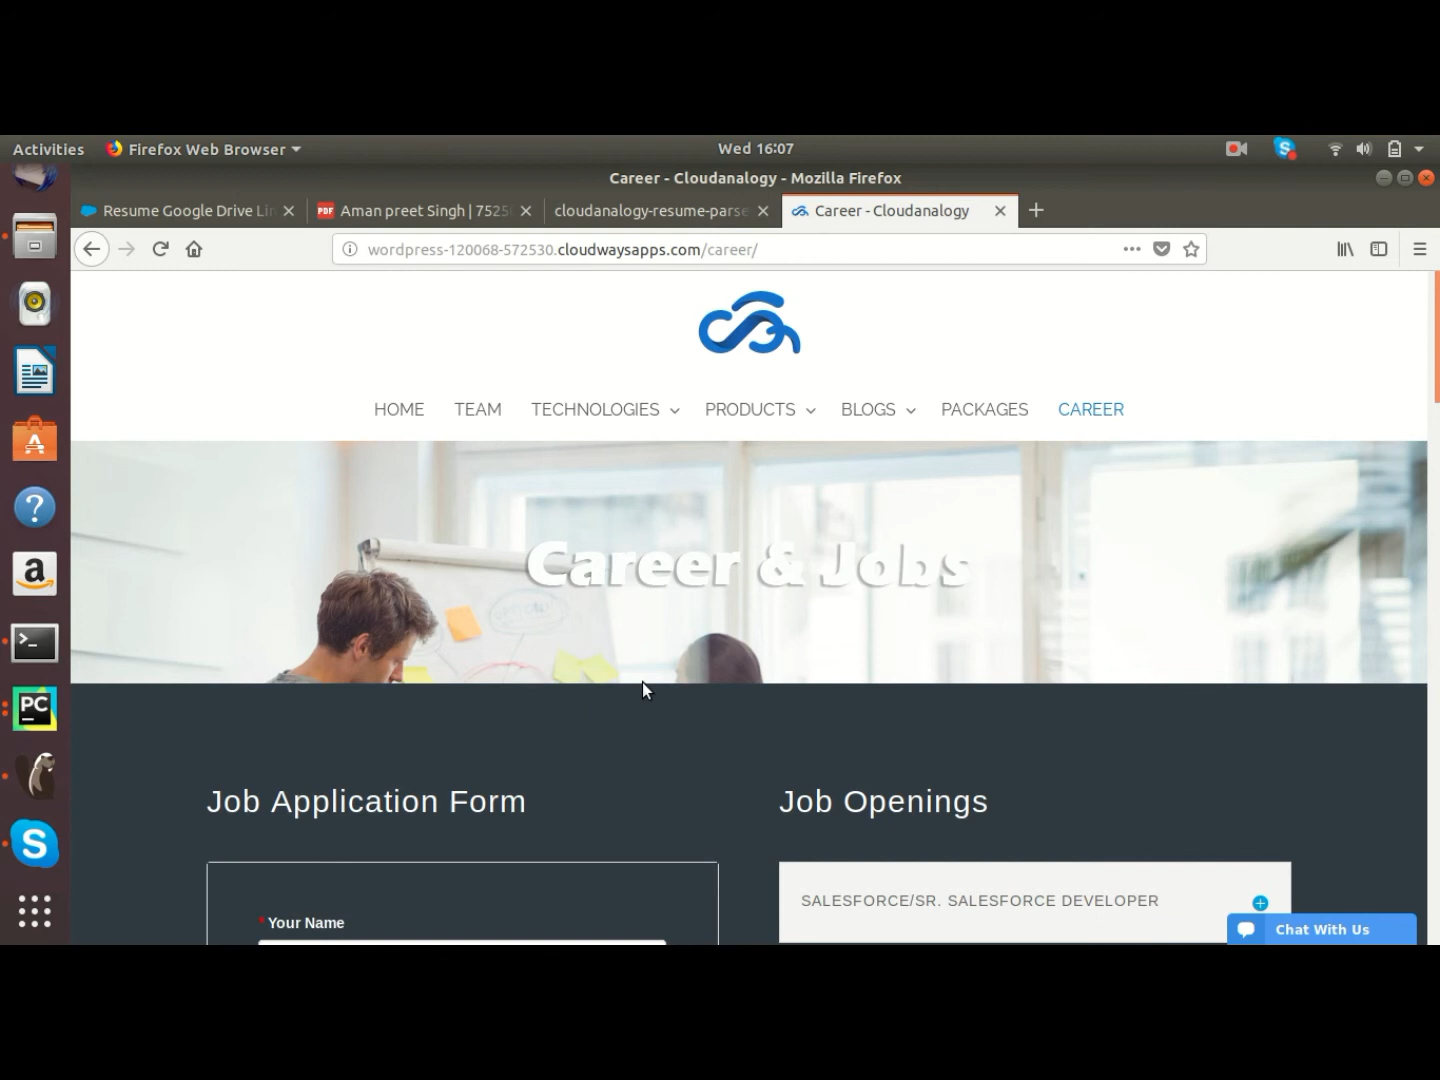 Activities
Firefox Web Browser
Wed 16:07
Career - Cloudanalogy - Mozilla Firefox
Resume Google Drive Lin
PDF
Aman preet Singh | 7525
cloudanalogy-resume-parse
Career - Cloudanalogy
wordpress-120068-572530.cloudwaysapps.com/career/
HOME
TEAM
TECHNOLOGIES
PRODUCTS
BLOGS
PACKAGES
CAREER
Career & Jobs
Job Application Form
Job Openings
* Your Name
SALESFORCE/SR. SALESFORCE DEVELOPER
Chat With Us
PC